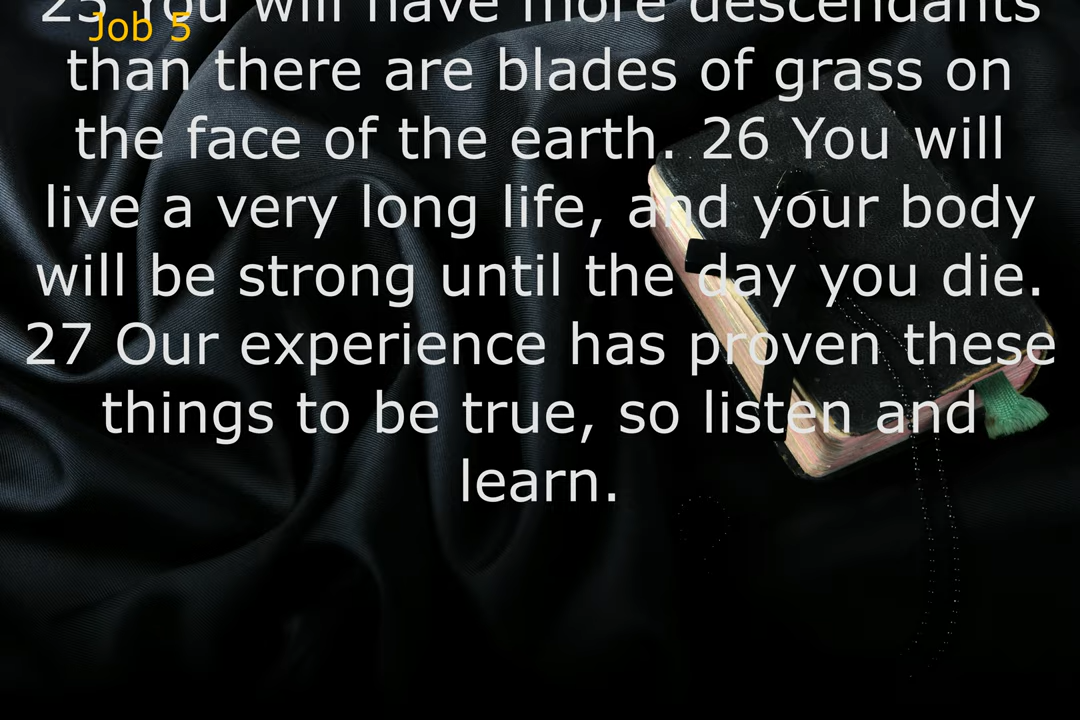 Job 5
25 You will have more descendants
than there are blades of grass on
the face of the earth. 26 You will
live a very long life, and your body
will be strong until the day you die.
27 Our experience has proven these
things to be true, so listen and
learn.